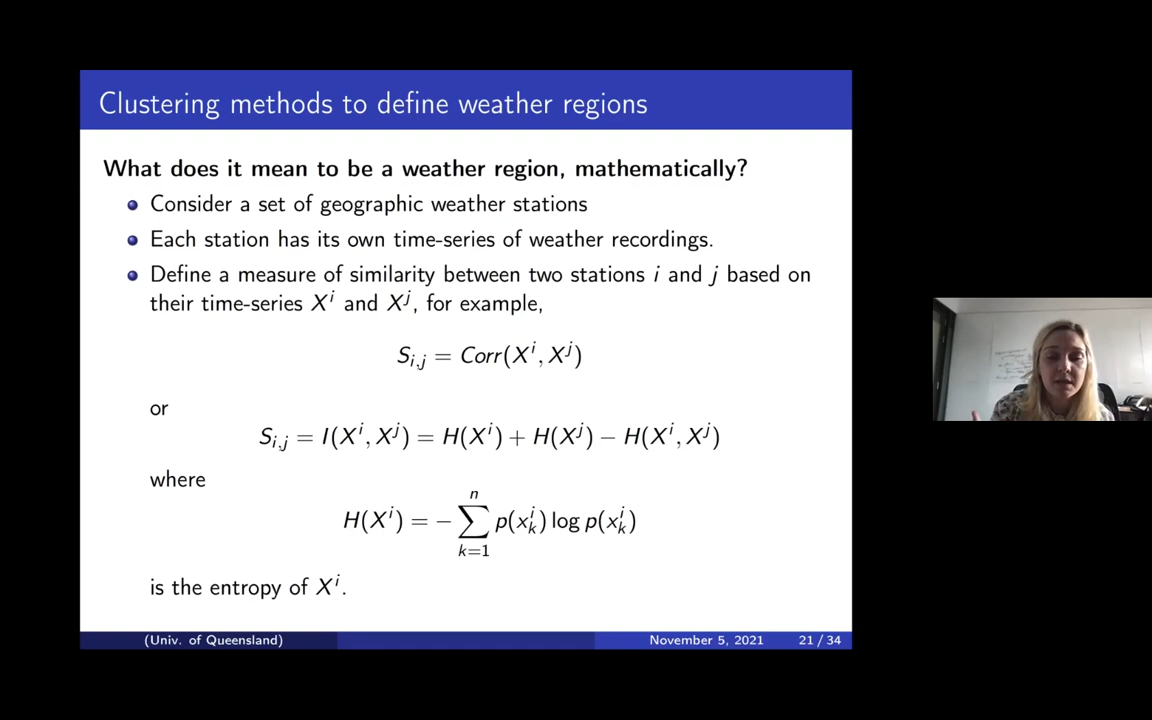 Clustering methods to define weather regions
What does it mean to be a weather region, mathematically?
Consider a set of geographic weather stations
Each station has its own time-series of weather recordings.
Define a measure of similarity between two stations i and j based on
their time-series X^i and X^j, for example,
S_{i,j} = Corr(X^i, X^j)
or
S_{i,j} = I(X^i, X^j) = H(X^i) + H(X^j) − H(X^i, X^j)
where
H(X^i) = − ∑_{k=1}^{n} p(x_k^i) log p(x_k^i)
is the entropy of X^i.
(Univ. of Queensland) November 5, 2021 21 / 34